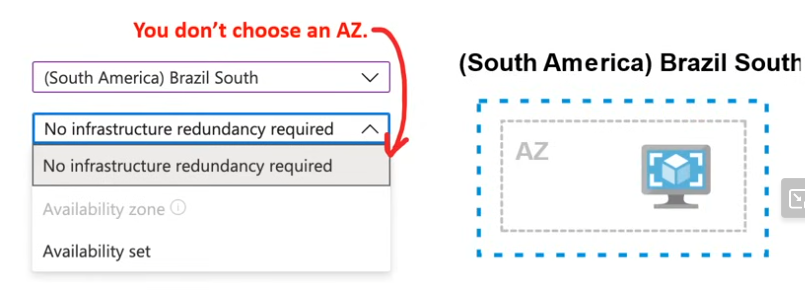 You don't choose an AZ.
(South America) Brazil South
No infrastructure redundancy required
No infrastructure redundancy required
Availability zone
Availability set
(South America) Brazil South
AZ